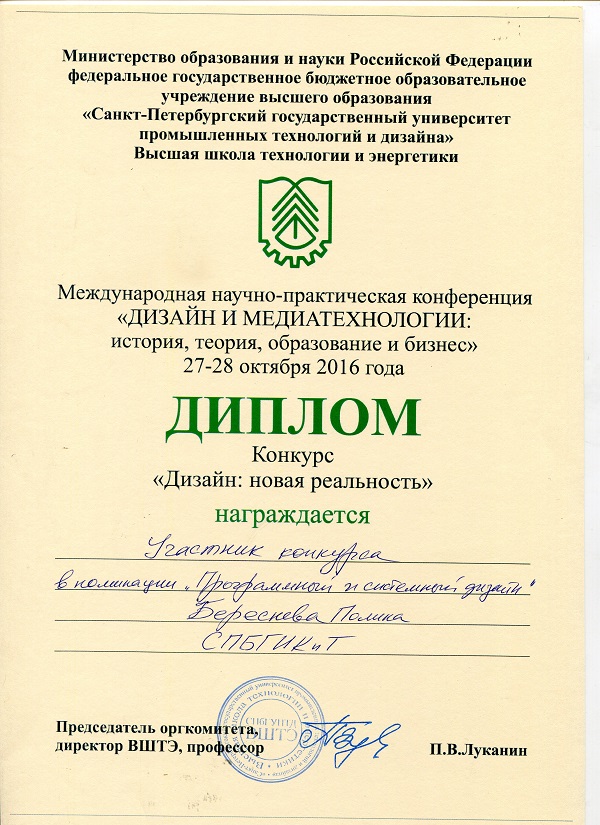 Министерство образования и науки Российской Федерации
федеральное государственное бюджетное образовательное
учреждение высшего образования
«Санкт-Петербургский государственный университет
промышленных технологий и дизайна»
Высшая школа технологии и энергетики
Международная научно-практическая конференция
«ДИЗАЙН И МЕДИАТЕХНОЛОГИИ:
история, теория, образование и бизнес»
27-28 октября 2016 года
ДИПЛОМ
Конкурс
«Дизайн: новая реальность»
награждается
Участник конкурса
в номинации „Программный и системный дизайн"
Береснева Полина
СПБГИКиТ
СПбГУПТД
ВШТЭ
Председатель оргкомитета,
директор ВШТЭ, профессор
П.В.Луканин